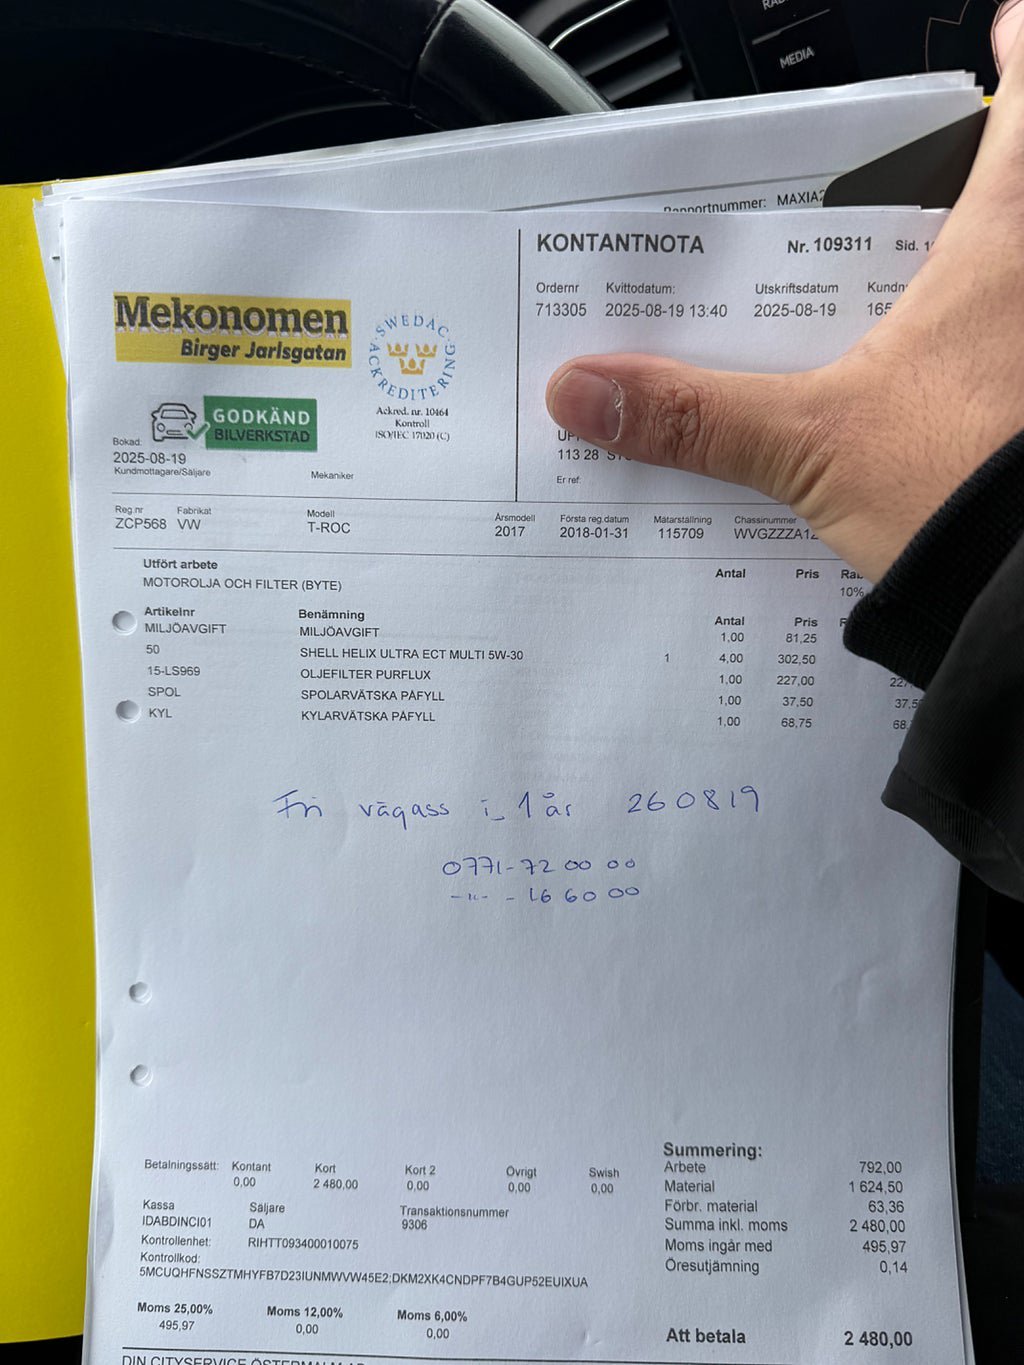 MEDIA
Rapportnummer: MAXIA
KONTANTNOTA Nr. 109311 Sid.
Ordernr Kvittodatum: Utskriftsdatum
713305 2025-08-19 13:40 2025-08-19 165
Mekonomen
Birger Jarlsgatan
SWEDAC ACKREDITERING
Ackred. nr. 10464
Kontroll
ISO/IEC 17020 (C)
GODKÄND
BILVERKSTAD
113 28
Er ref:
Bokad:
2025-08-19
Kundmottagare/Säljare Mekaniker
Reg.nr Fabrikat Modell Årsmodell Första reg.datum Mätarställning Chassinummer
ZCP568 VW T-ROC 2017 2018-01-31 115709 WVGZZZA1
Utfört arbete Antal Pris Rab
MOTOROLJA OCH FILTER (BYTE) 10%
Artikelnr Benämning Antal Pris
MILJÖAVGIFT MILJÖAVGIFT 1,00 81,25
50 SHELL HELIX ULTRA ECT MULTI 5W-30 1 4,00 302,50
15-LS969 OLJEFILTER PURFLUX 1,00 227,00 227,
SPOL SPOLARVÄTSKA PÅFYLL 1,00 37,50 37,5
KYL KYLARVÄTSKA PÅFYLL 1,00 68,75 68,
Fri vägass i 1 år 260819
0771-72 00 00
-"- - 16 60 00
Betalningssätt: Kontant Kort Kort 2 Övrigt Swish
0,00 2 480,00 0,00 0,00 0,00
Kassa Säljare Transaktionsnummer
IDABDINCI01 DA 9306
Kontrollenhet: RIHTT093400010075
Kontrollkod:
5MCUQHFNSSZTMHYFB7D23IUNMWVW45E2;DKM2XK4CNDPF7B4GUP52EUIXUA
Moms 25,00% Moms 12,00% Moms 6,00%
495,97 0,00 0,00
Summering:
Arbete 792,00
Material 1 624,50
Förbr. material 63,36
Summa inkl. moms 2 480,00
Moms ingår med 495,97
Öresutjämning 0,14
Att betala 2 480,00
DIN CITYSERVICE ÖSTERMALM